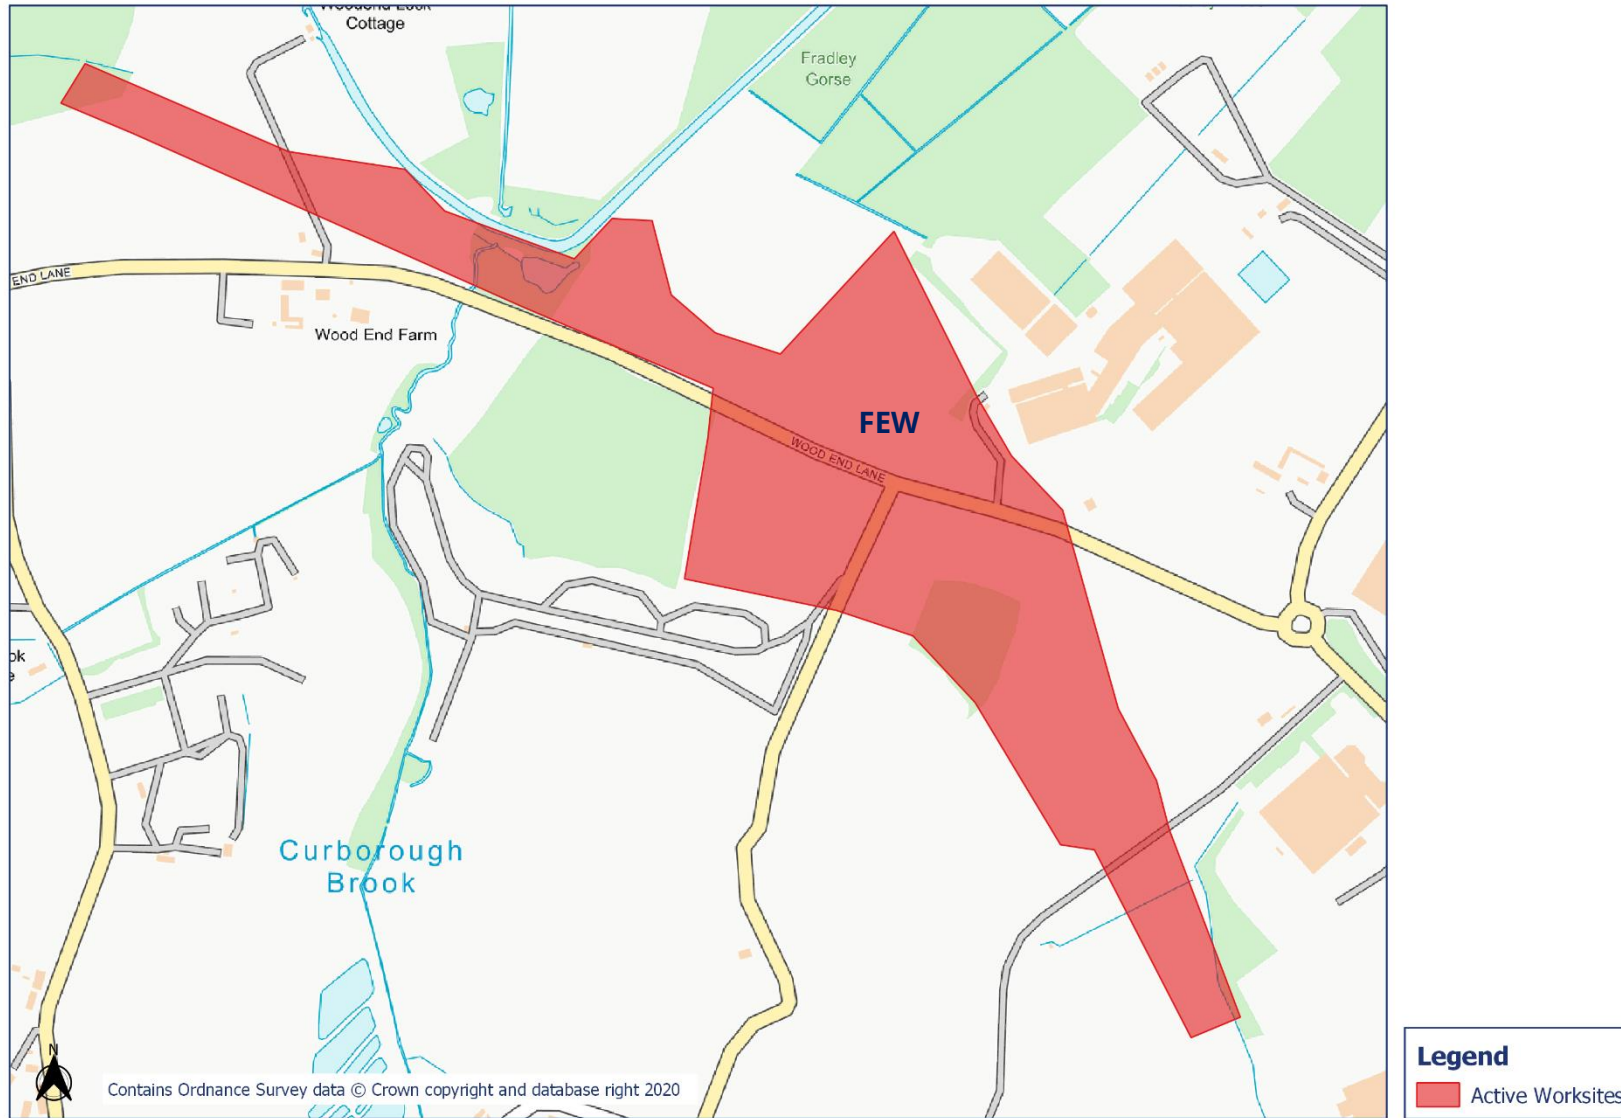 Cottage
Fradley
Gorse
END LANE
Wood End Farm
FEW
WOOD END LANE
ok
e
Curborough
Brook
N
Contains Ordnance Survey data © Crown copyright and database right 2020
Legend
Active Worksites